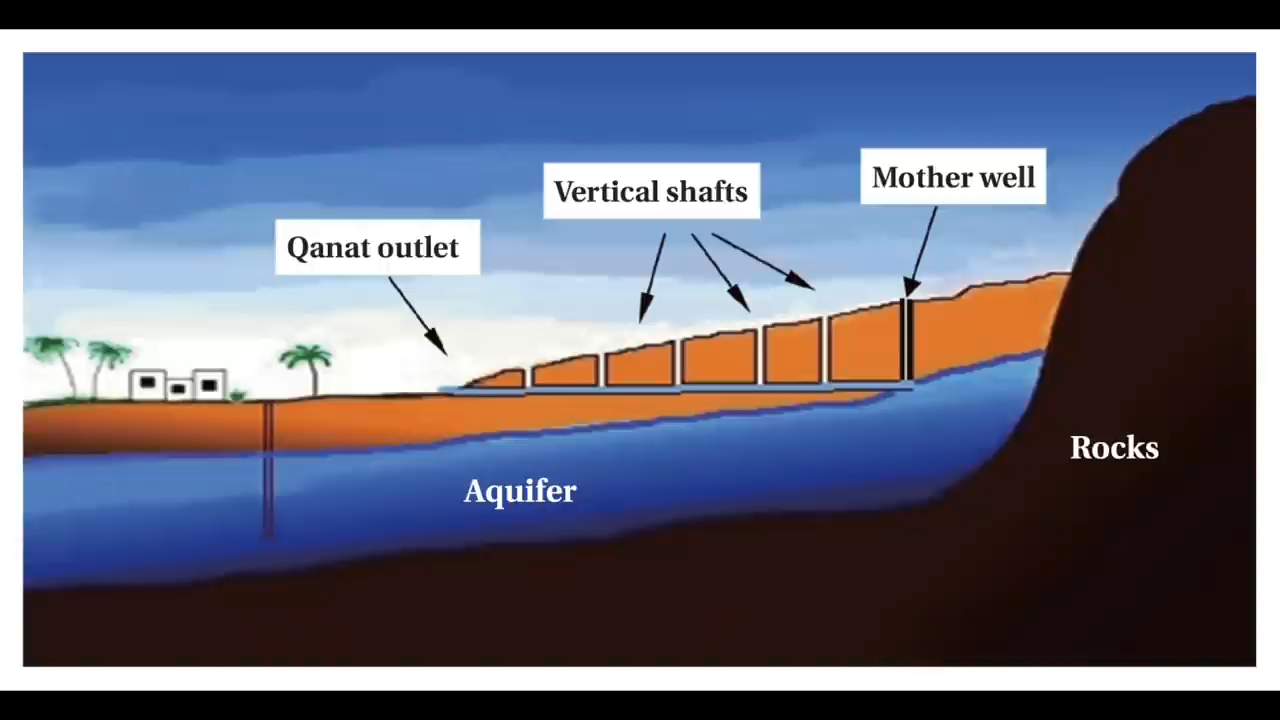 Mother well
Vertical shafts
Qanat outlet
Rocks
Aquifer